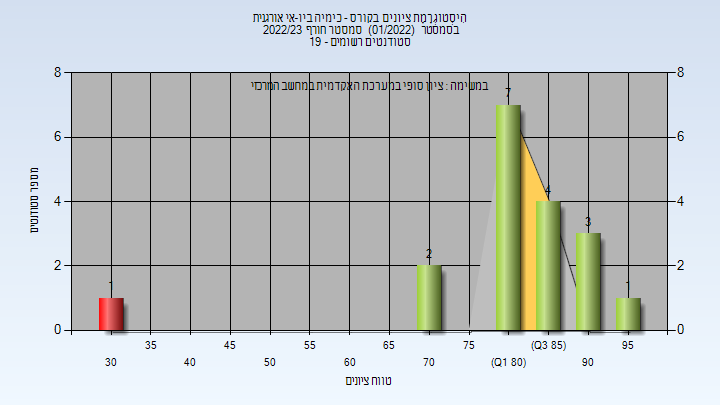 היסטוגרמת ציונים בקורס - כימיה ביו-אי אורגנית
בסמסטר (01/2022) סמסטר חורף 2022/23
סטודנטים רשומים - 19
במשימה : ציון סופי במערכת האקדמית במחשב המרכזי
מספר סטודנטים
8 8
7
6 6
4 4
4
3
2 2
2
1 1
0 0
35 45 55 65 75 (Q3 85) 95
30 40 50 60 70 (Q1 80) 90
טווח ציונים